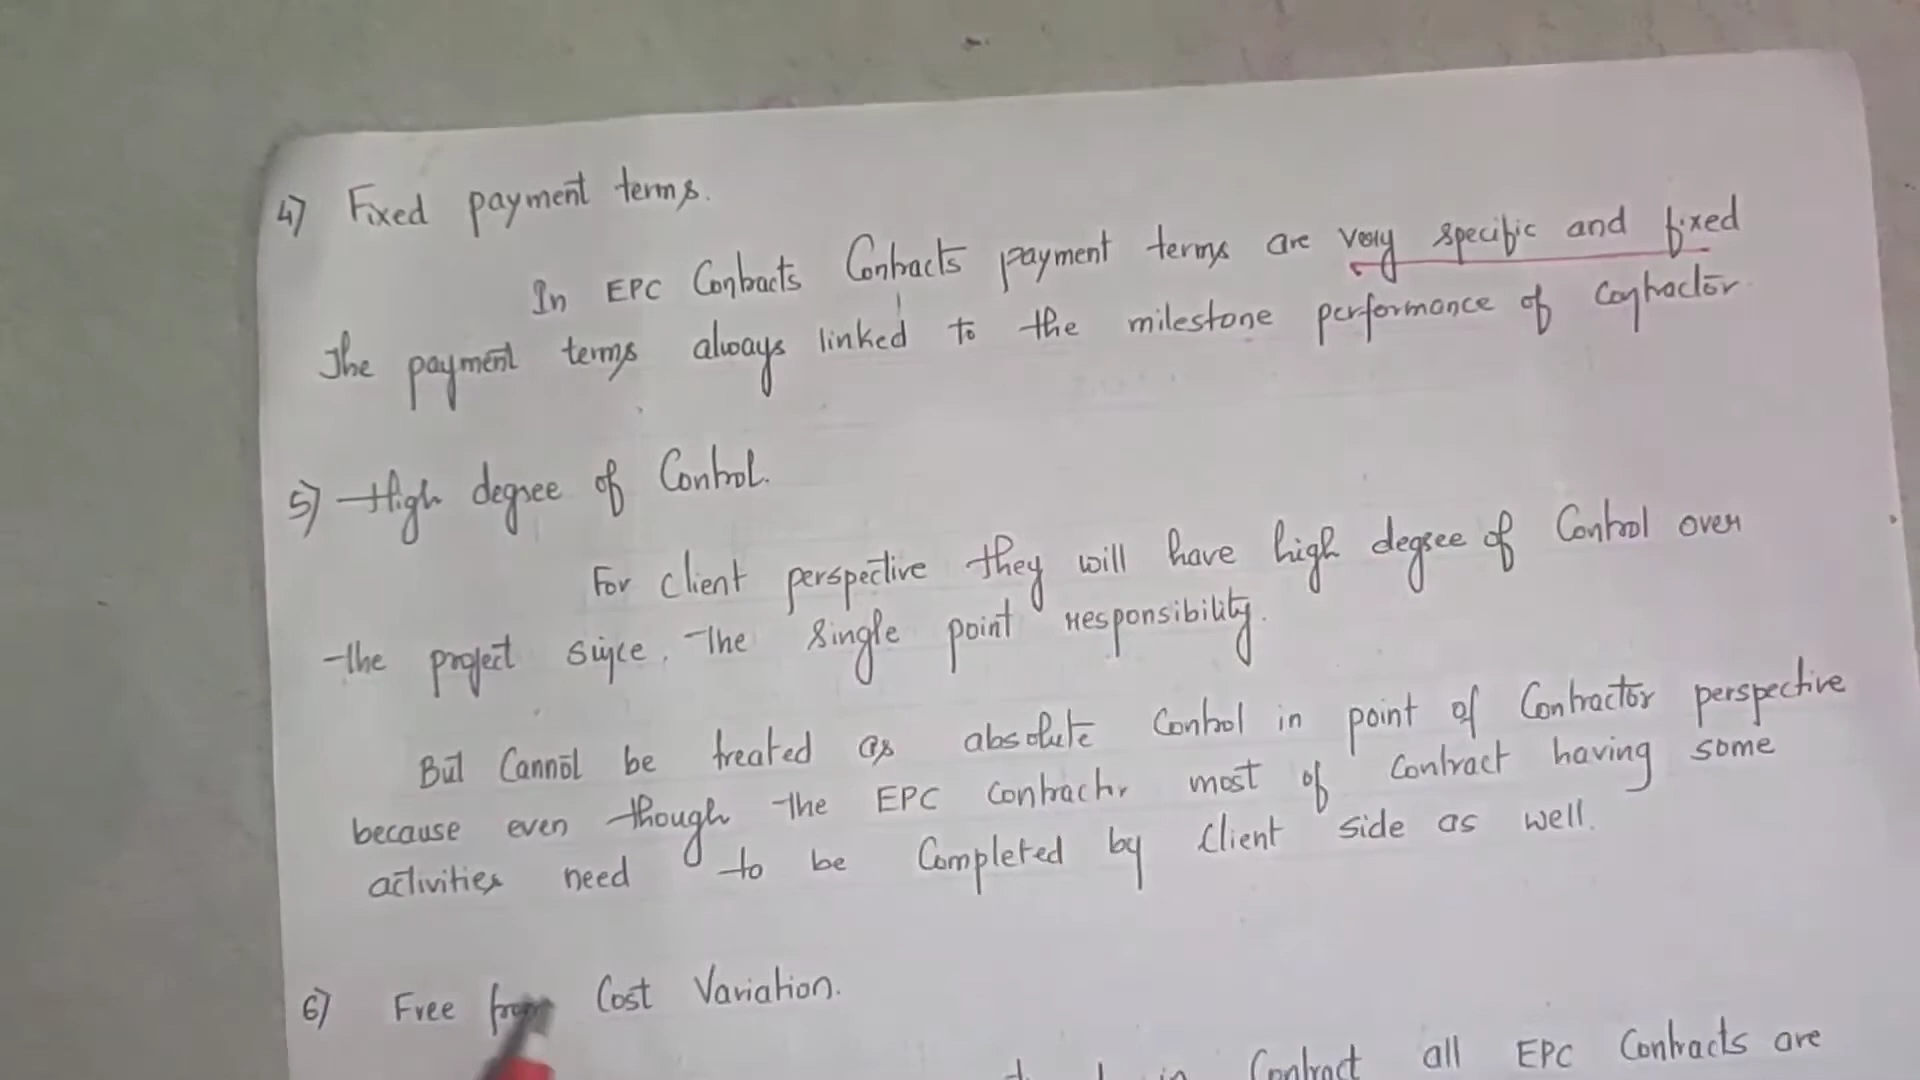 4) Fixed payment terms.
In EPC Contracts Contracts payment terms are very specific and fixed
The payment terms always linked to the milestone performance of contractor
5) High degree of Control.
For client perspective they will have high degree of Control over
the project since. The single point responsibility.
But Cannot be treated as absolute Control in point of Contractor perspective
because even though the EPC contractr most of contract having some
activities need to be Completed by Client side as well.
6) Free from Cost Variation.
in Contract all EPC Contracts are